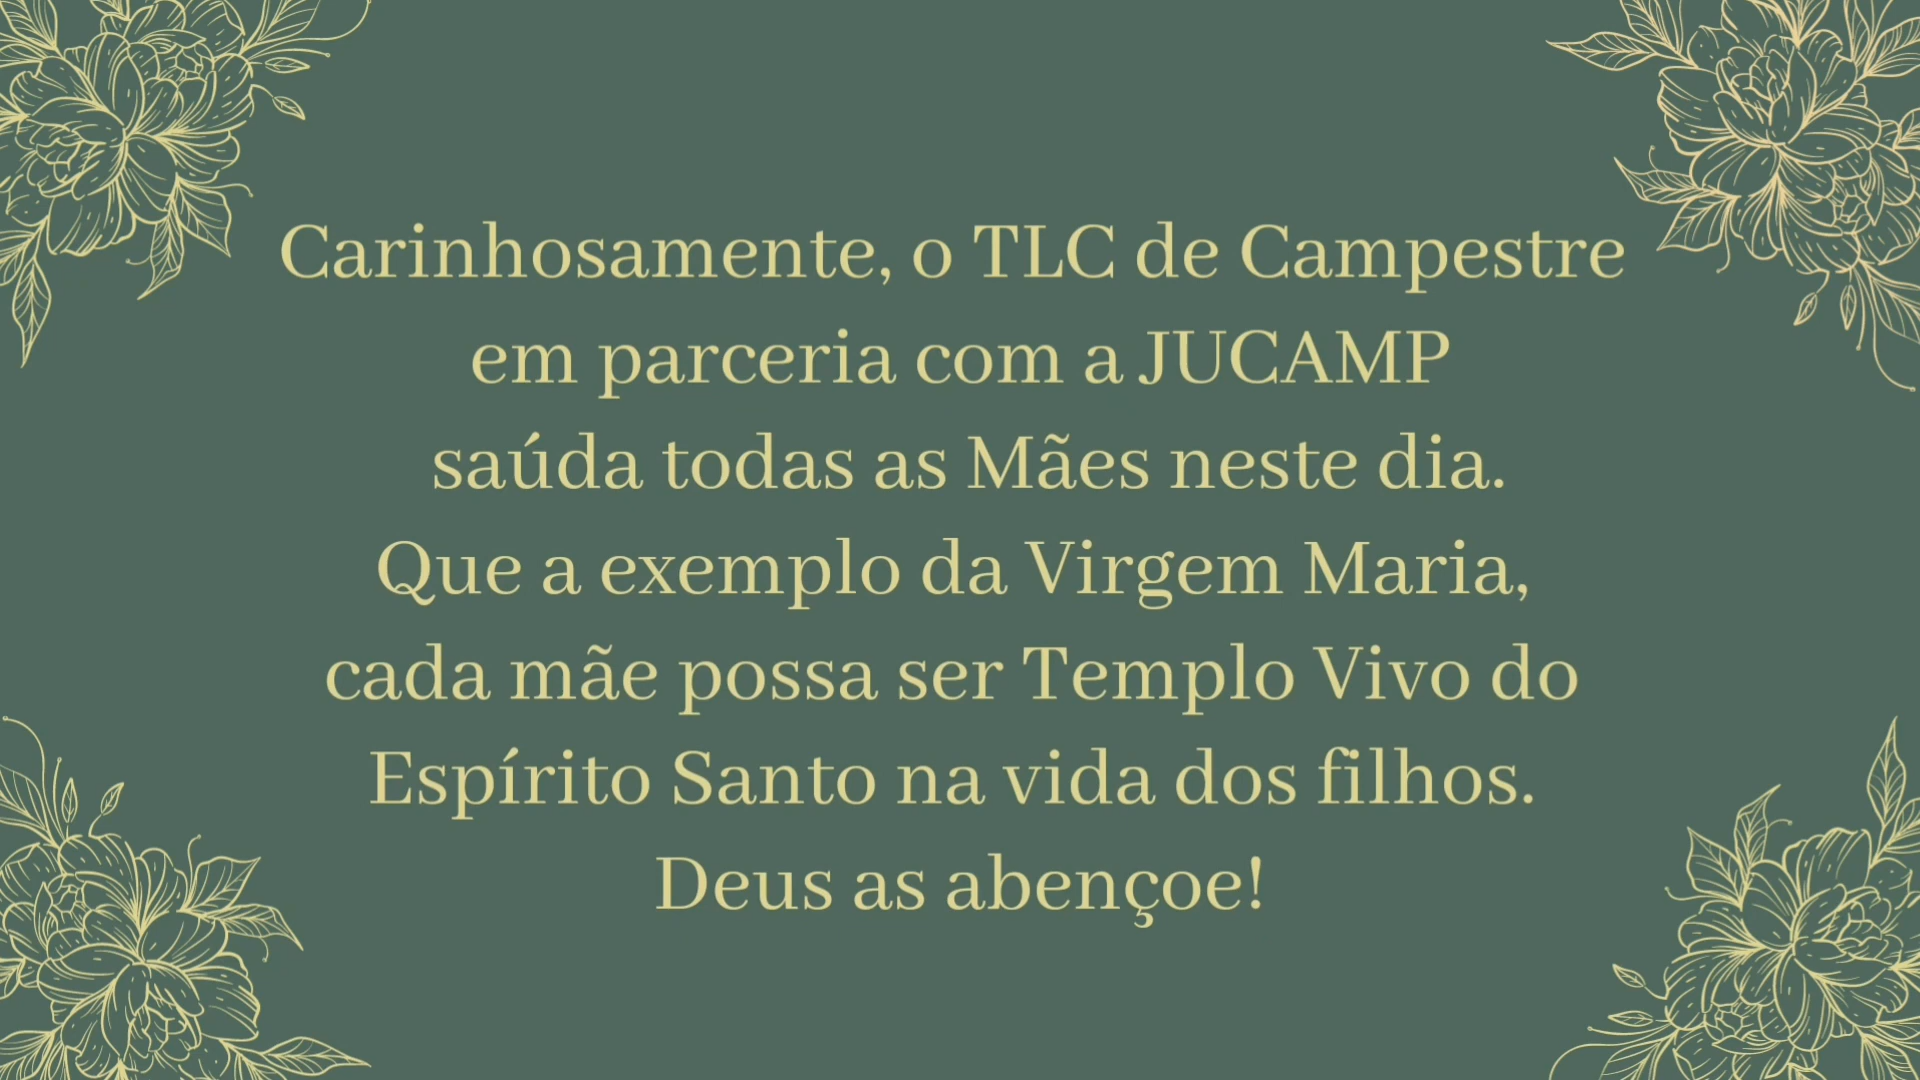 Carinhosamente, o TLC de Campestre
em parceria com a JUCAMP
saúda todas as Mães neste dia.
Que a exemplo da Virgem Maria,
cada mãe possa ser Templo Vivo do
Espírito Santo na vida dos filhos.
Deus as abençoe!